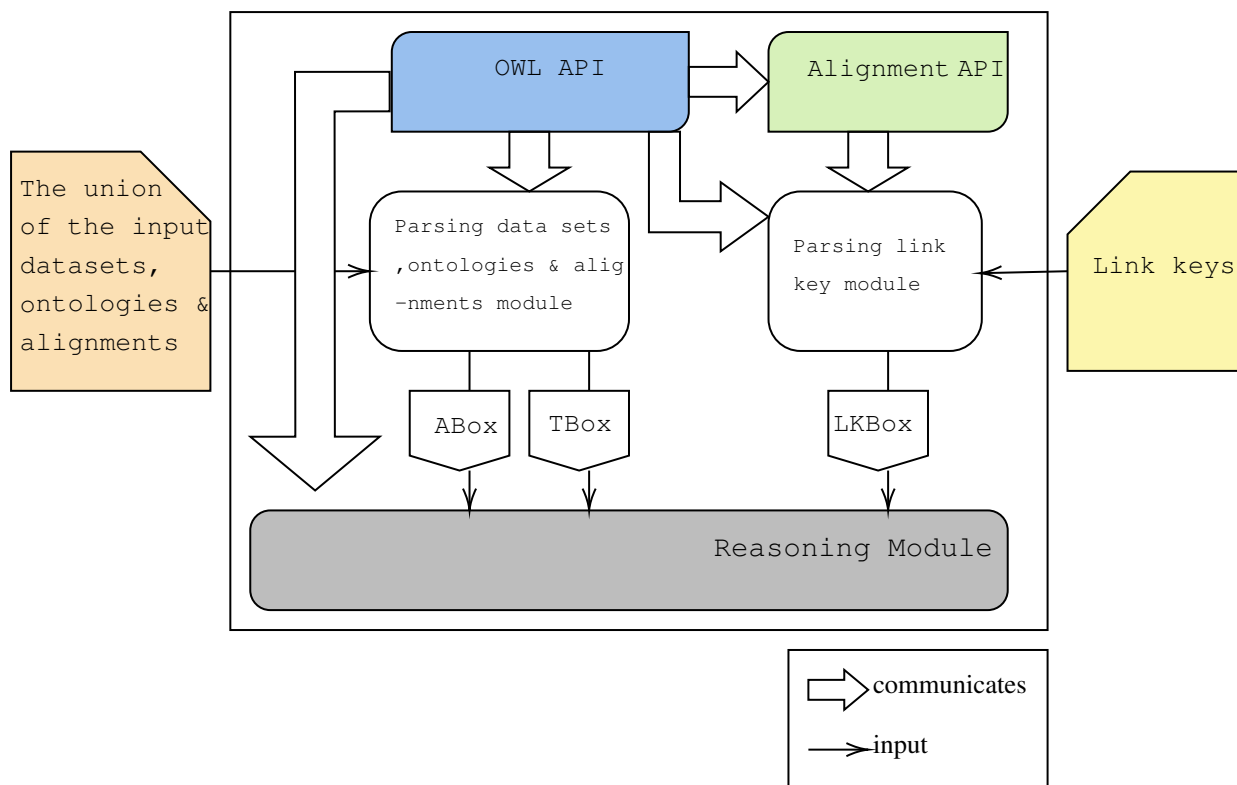 OWL API
Alignment API
The union
of the input
datasets,
ontologies &
alignments
Parsing data sets
,ontologies & alig
-nments module
Parsing link
key module
Link keys
ABox
TBox
LKBox
Reasoning Module
communicates
input